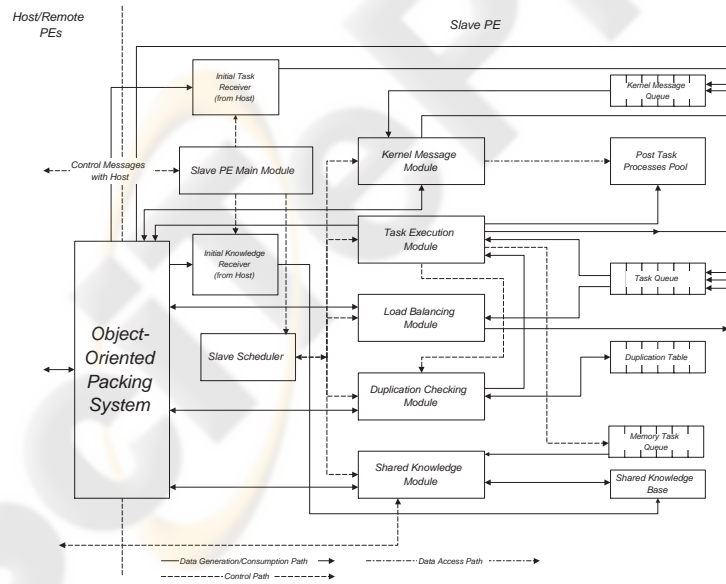 Host/Remote
PEs
Slave PE
Initial Task
Receiver
(from Host)
Kernel Message
Queue
Control Messages
with Host
Slave PE Main Module
Kernel Message
Module
Post Task
Processes Pool
Initial Knowledge
Receiver
(from Host)
Task Execution
Module
Task Queue
Object-
Oriented
Packing
System
Load Balancing
Module
Slave Scheduler
Duplication Table
Duplication Checking
Module
Memory Task
Queue
Shared Knowledge
Module
Shared Knowledge
Base
Data Generation/Consumption Path
Data Access Path
Control Path